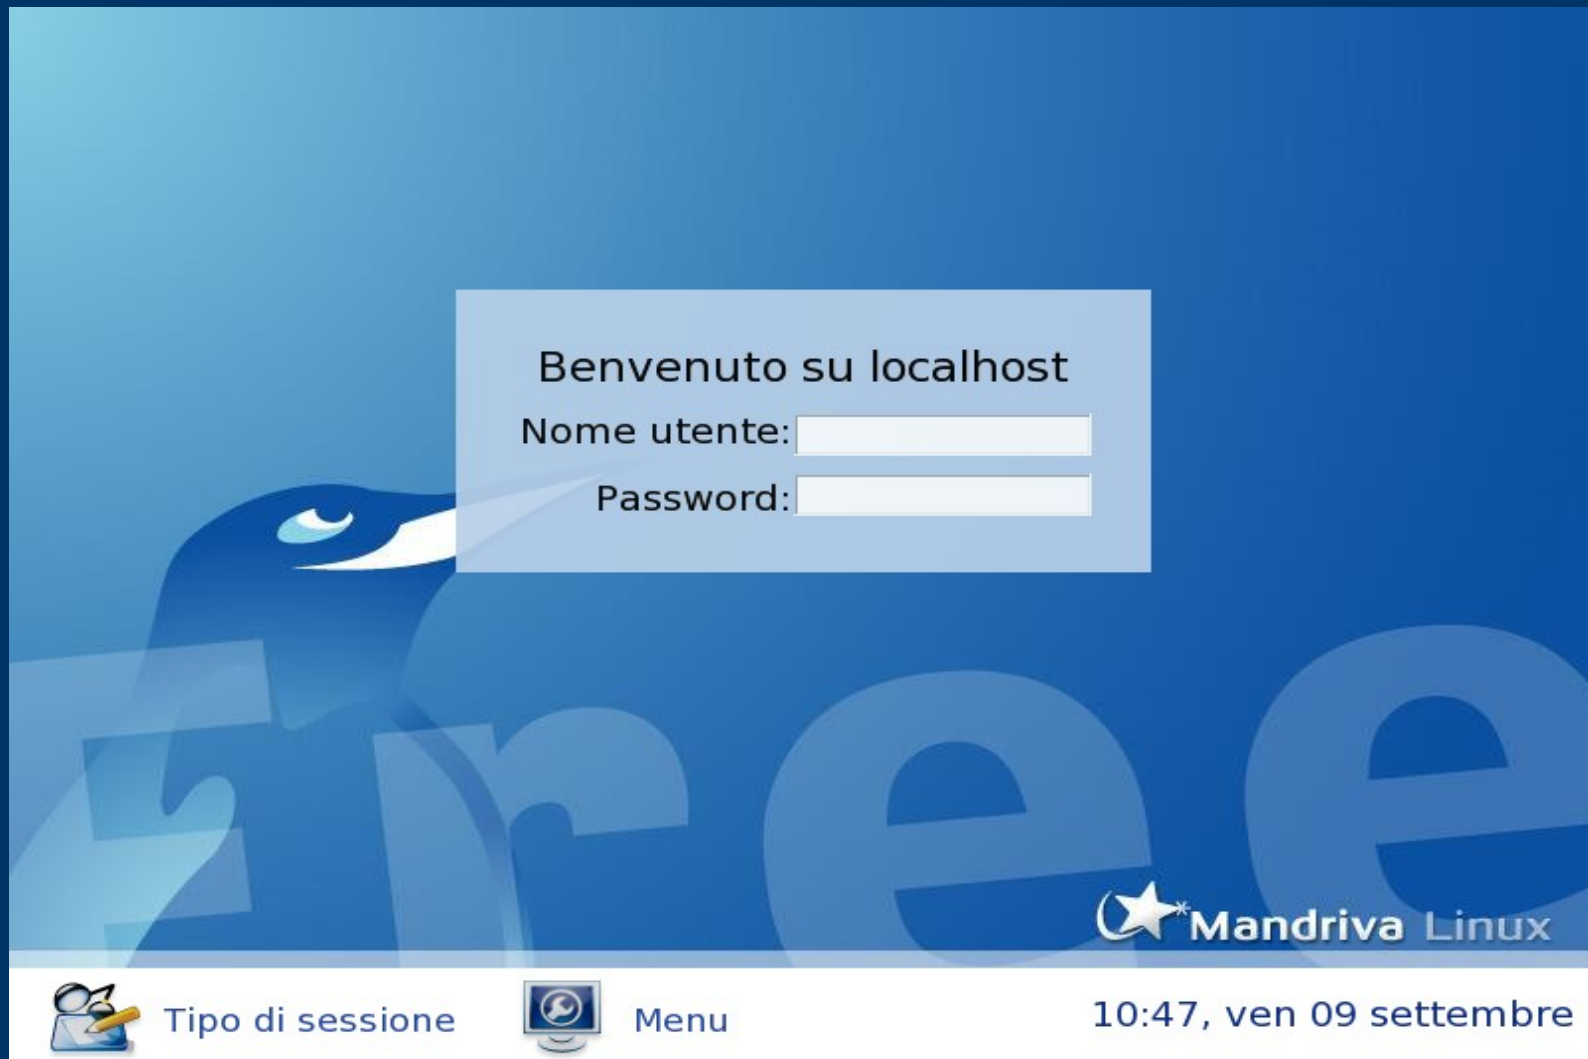 Benvenuto su localhost
Nome utente:
Password:
Free
Mandriva Linux
Tipo di sessione
Menu
10:47, ven 09 settembre